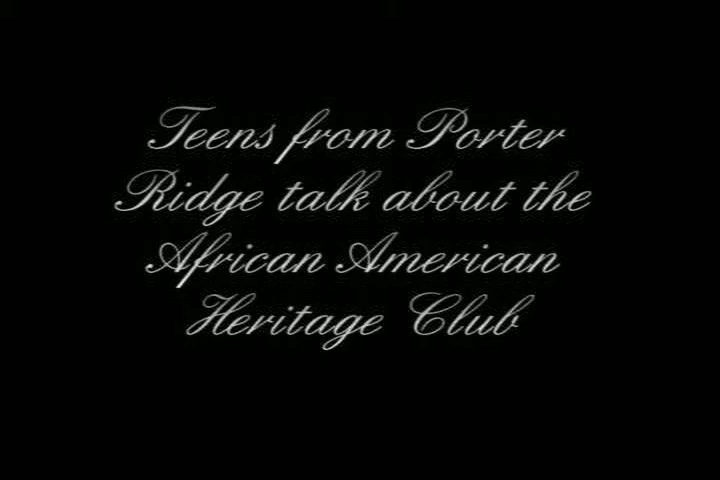 Teens from Porter
Ridge talk about the
African American
Heritage Club